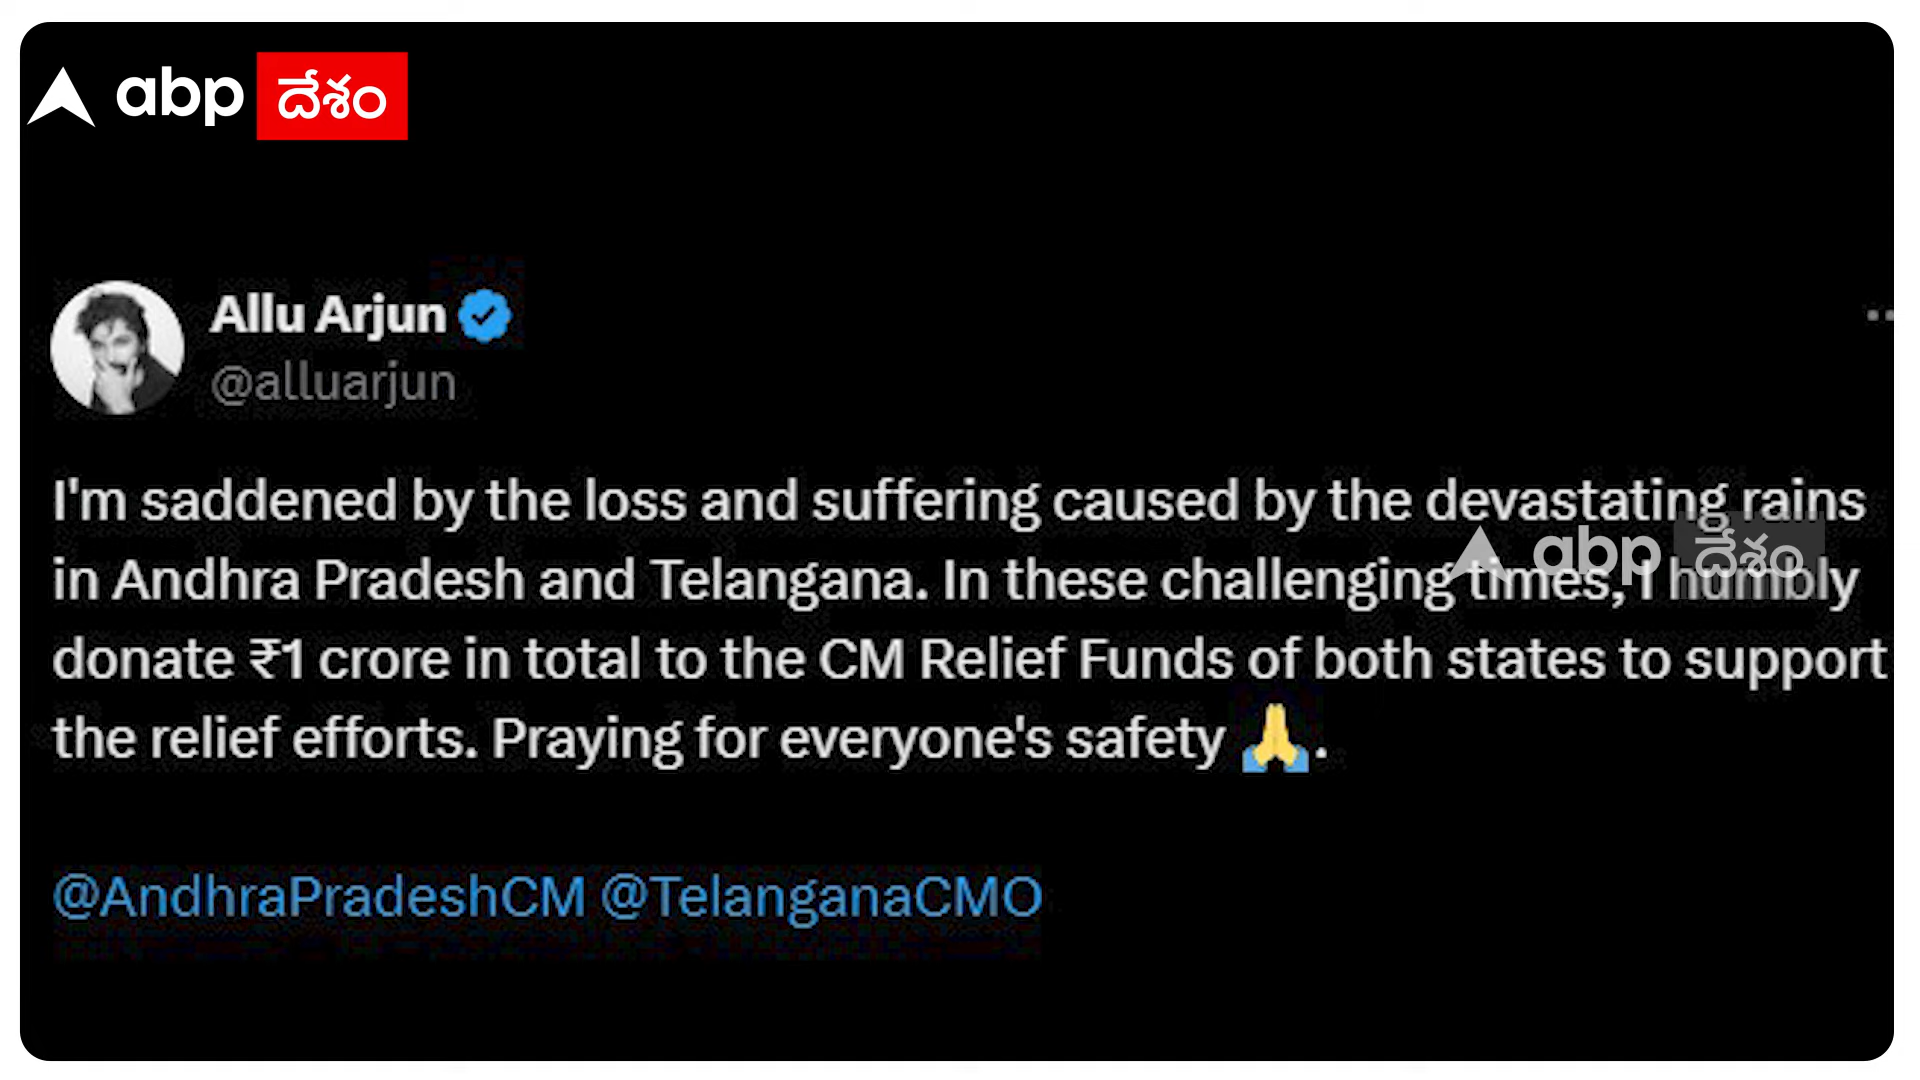 abp దేశం
Allu Arjun
@alluarjun
I'm saddened by the loss and suffering caused by the devastating rains
abp దేశం
in Andhra Pradesh and Telangana. In these challenging times, I humbly
donate ₹1 crore in total to the CM Relief Funds of both states to support
the relief efforts. Praying for everyone's safety 🙏.
@AndhraPradeshCM @TelanganaCMO